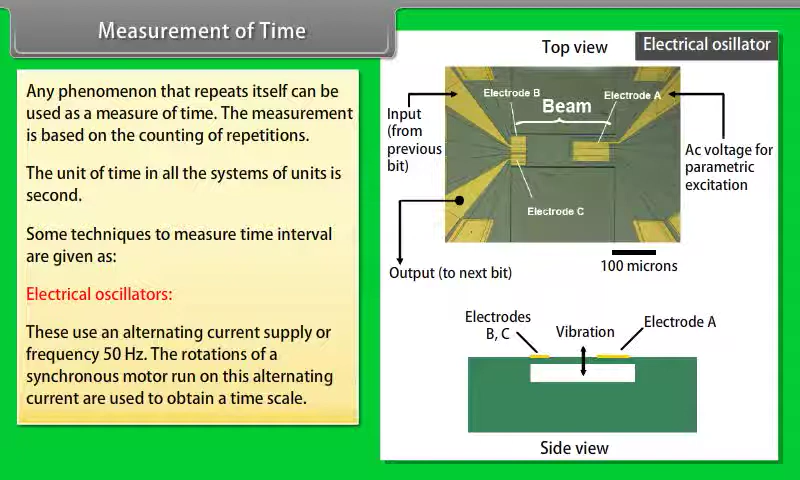 Measurement of Time
Any phenomenon that repeats itself can be
used as a measure of time. The measurement
is based on the counting of repetitions.
The unit of time in all the systems of units is
second.
Some techniques to measure time interval
are given as:
Electrical oscillators:
These use an alternating current supply or
frequency 50 Hz. The rotations of a
synchronous motor run on this alternating
current are used to obtain a time scale.
Electrical osillator
Top view
Input
(from
previous
bit)
Electrode B
Beam
Electrode A
Electrode C
Ac voltage for
parametric
excitation
Output (to next bit)
100 microns
Electrodes
B, C
Vibration
Electrode A
Side view